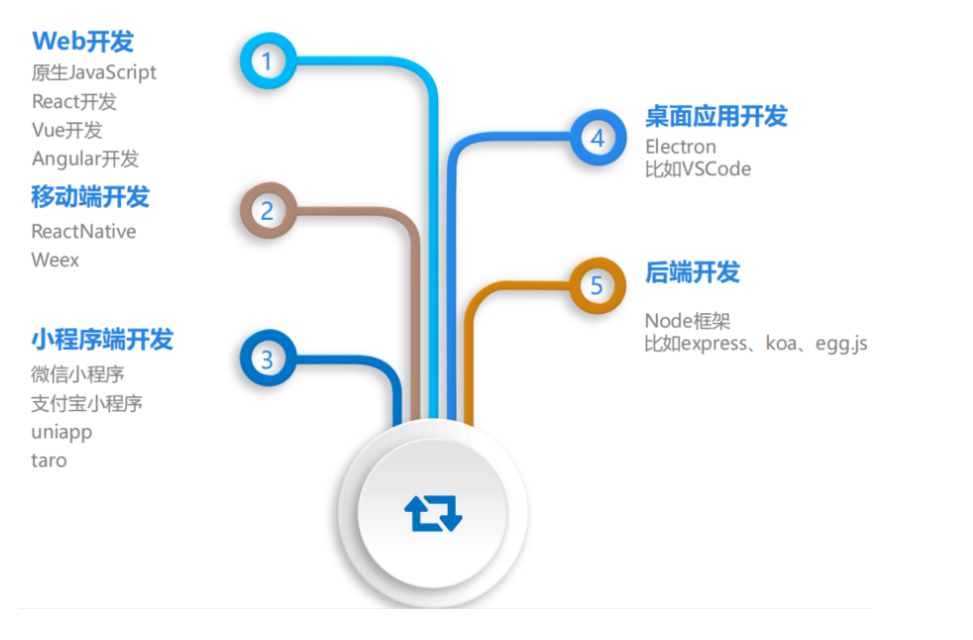 Web开发
原生JavaScript
React开发
Vue开发
Angular开发
1
移动端开发
ReactNative
Weex
2
小程序端开发
微信小程序
支付宝小程序
uniapp
taro
3
4
桌面应用开发
Electron
比如VSCode
5
后端开发
Node框架
比如express、koa、egg.js